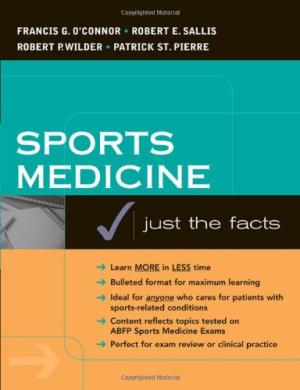 FRANCIS G. O'CONNOR • ROBERT E. SALLIS
ROBERT P. WILDER • PATRICK ST. PIERRE
SPORTS
MEDICINE
just the facts
Learn MORE in LESS time
Bulleted format for maximum learning
Ideal for anyone who cares for patients with
sports-related conditions
Content reflects topics tested on
ABFP Sports Medicine Exams
Perfect for exam review or clinical practice